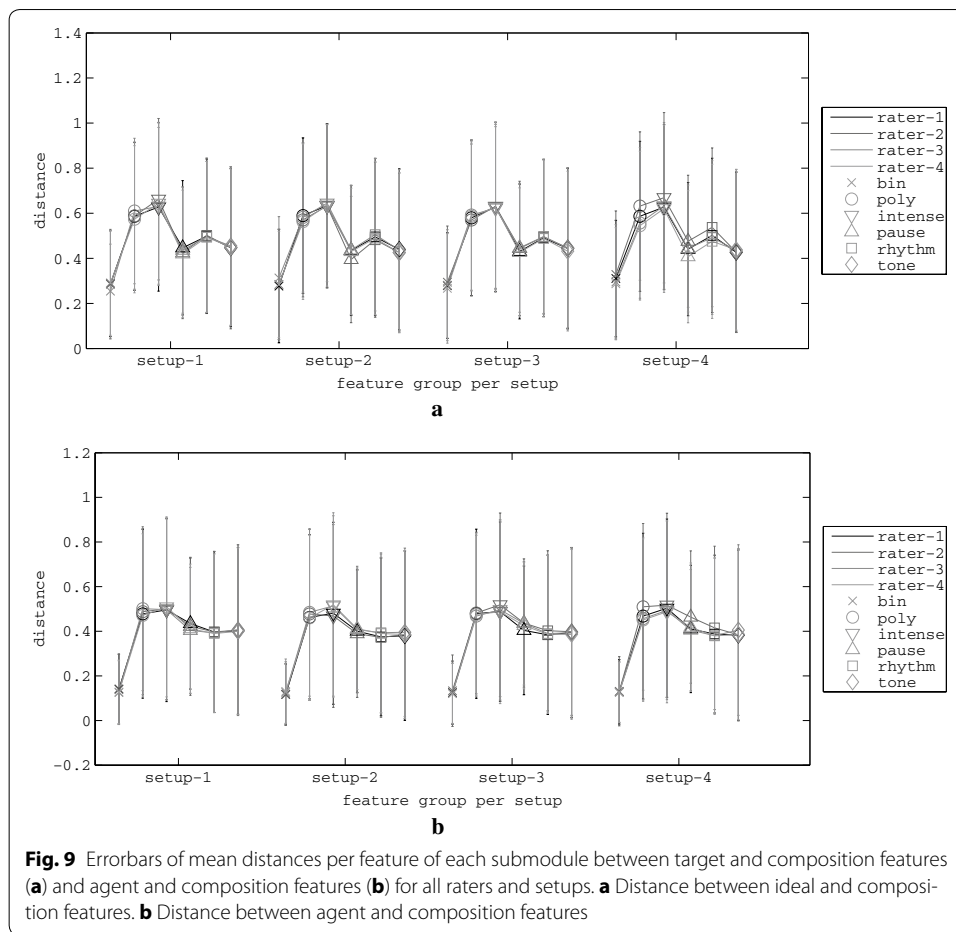 1.4
1.2
1
0.8
0.6
0.4
0.2
0
distance
setup-1 setup-2 setup-3 setup-4
feature group per setup
rater-1
rater-2
rater-3
rater-4
bin
poly
intense
pause
rhythm
tone
a
1.2
1
0.8
0.6
0.4
0.2
0
-0.2
distance
setup-1 setup-2 setup-3 setup-4
feature group per setup
rater-1
rater-2
rater-3
rater-4
bin
poly
intense
pause
rhythm
tone
b
Fig. 9 Errorbars of mean distances per feature of each submodule between target and composition features
(a) and agent and composition features (b) for all raters and setups. a Distance between ideal and composi-
tion features. b Distance between agent and composition features